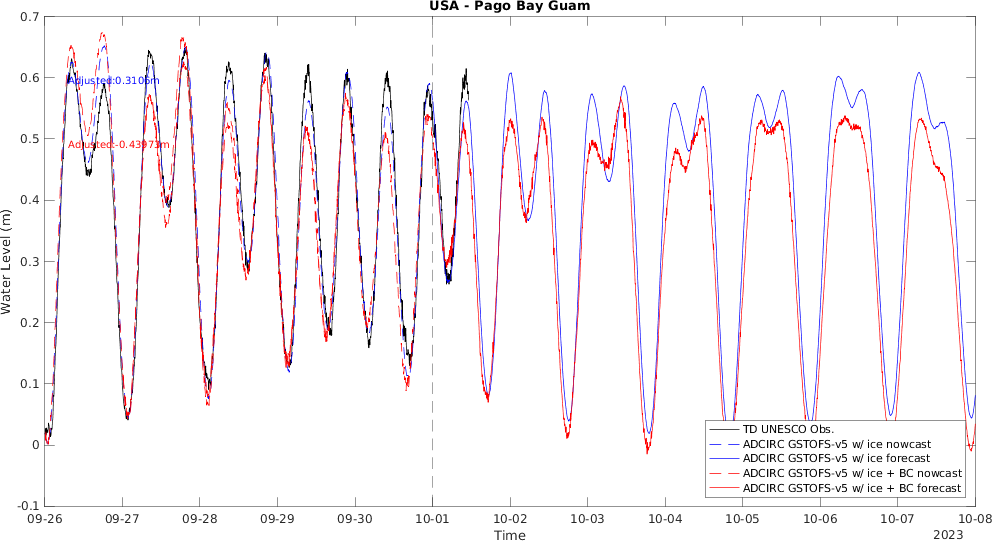 USA - Pago Bay Guam
0.7
0.6
0.5
0.4
0.3
0.2
0.1
0
-0.1
Water Level (m)
Adjusted:0.3106m
Adjusted:-0.43973m
TD UNESCO Obs.
ADCIRC GSTOFS-v5 w/ ice nowcast
ADCIRC GSTOFS-v5 w/ ice forecast
ADCIRC GSTOFS-v5 w/ ice + BC nowcast
ADCIRC GSTOFS-v5 w/ ice + BC forecast
09-26 09-27 09-28 09-29 09-30 10-01 10-02 10-03 10-04 10-05 10-06 10-07 10-08
Time
2023